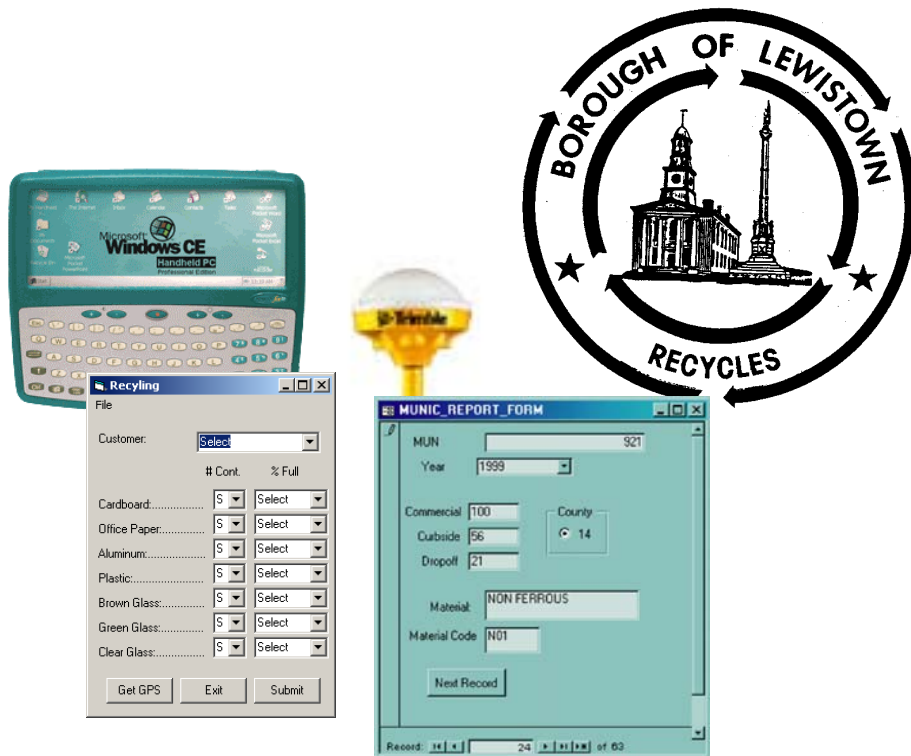 BOROUGH OF LEWISTOWN
RECYCLES
Microsoft
Windows CE
Handheld PC
Professional Edition
Trimble
Recyling
File
Customer: Select
# Cont. % Full
Cardboard:............... S Select
Office Paper:............. S Select
Aluminum:............... S Select
Plastic:..................... S Select
Brown Glass:............ S Select
Green Glass:............. S Select
Clear Glass:.............. S Select
Get GPS Exit Submit
MUNIC_REPORT_FORM
MUN 921
Year 1999
Commercial 100 County
Curbside 56 14
Dropoff 21
Material: NON FERROUS
Material Code N01
Next Record
Record: 24 of 63